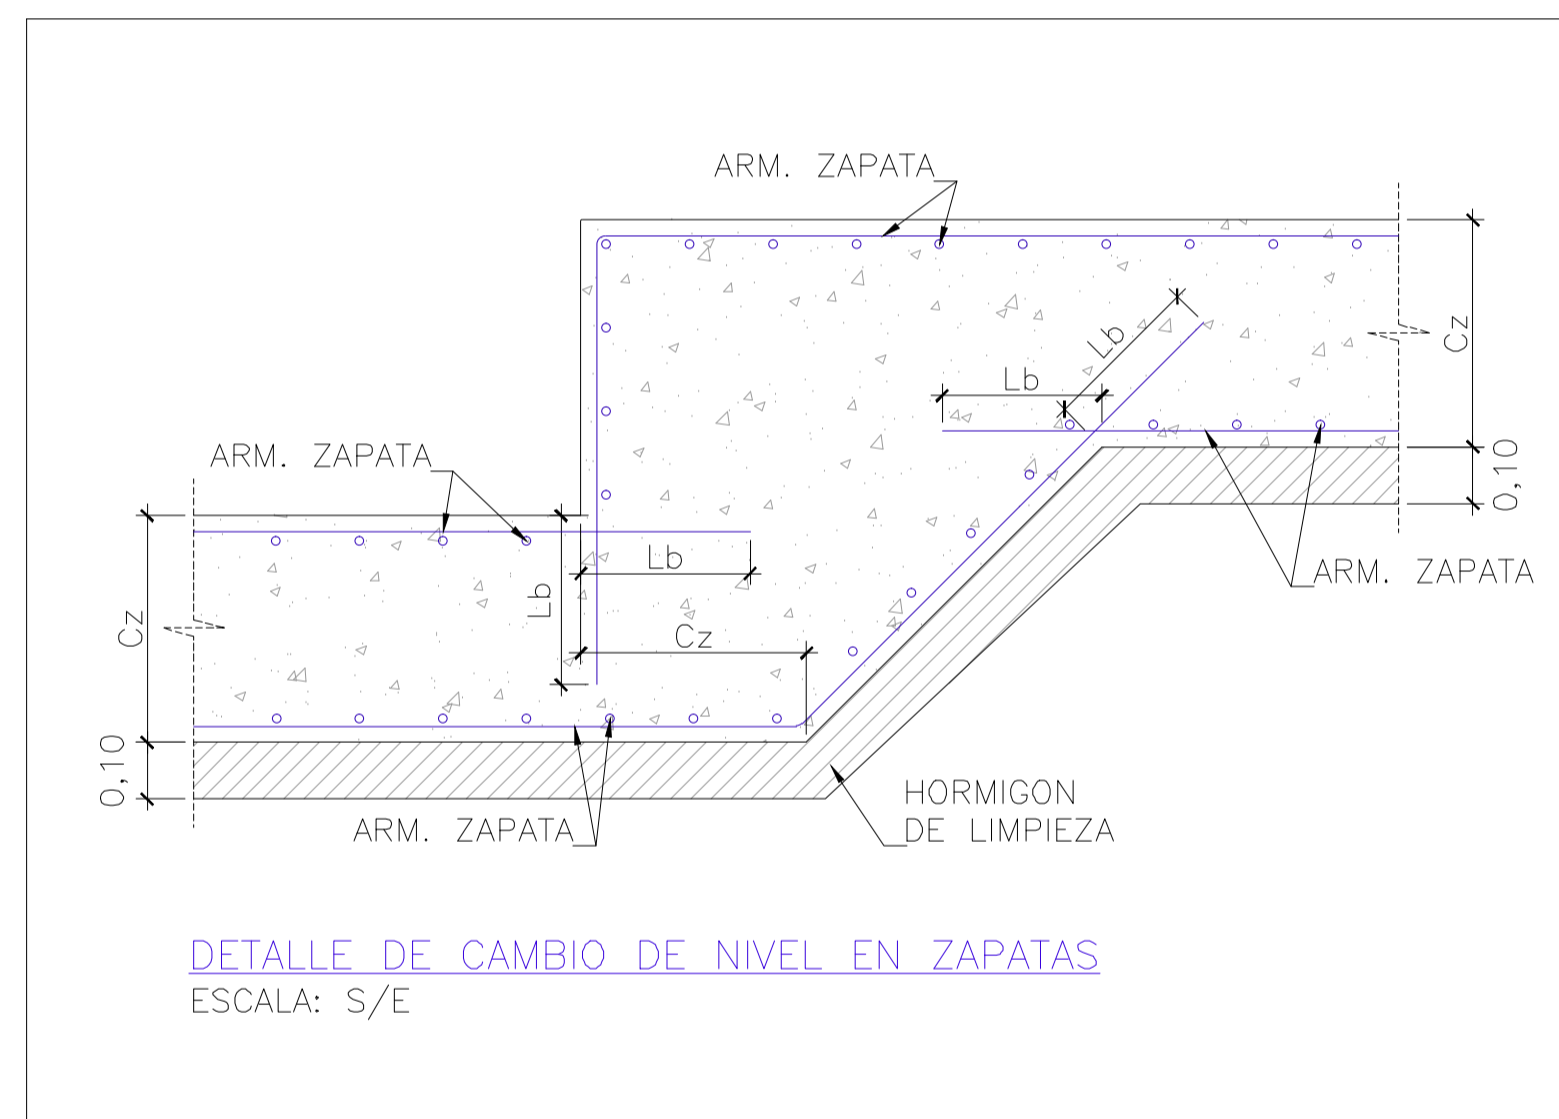 ARM. ZAPATA
Lb
Cz
Lb
ARM. ZAPATA
0,10
Lb
Lb
ARM. ZAPATA
Cz
Cz
0,10
HORMIGON
DE LIMPIEZA
ARM. ZAPATA
DETALLE DE CAMBIO DE NIVEL EN ZAPATAS
ESCALA: S/E